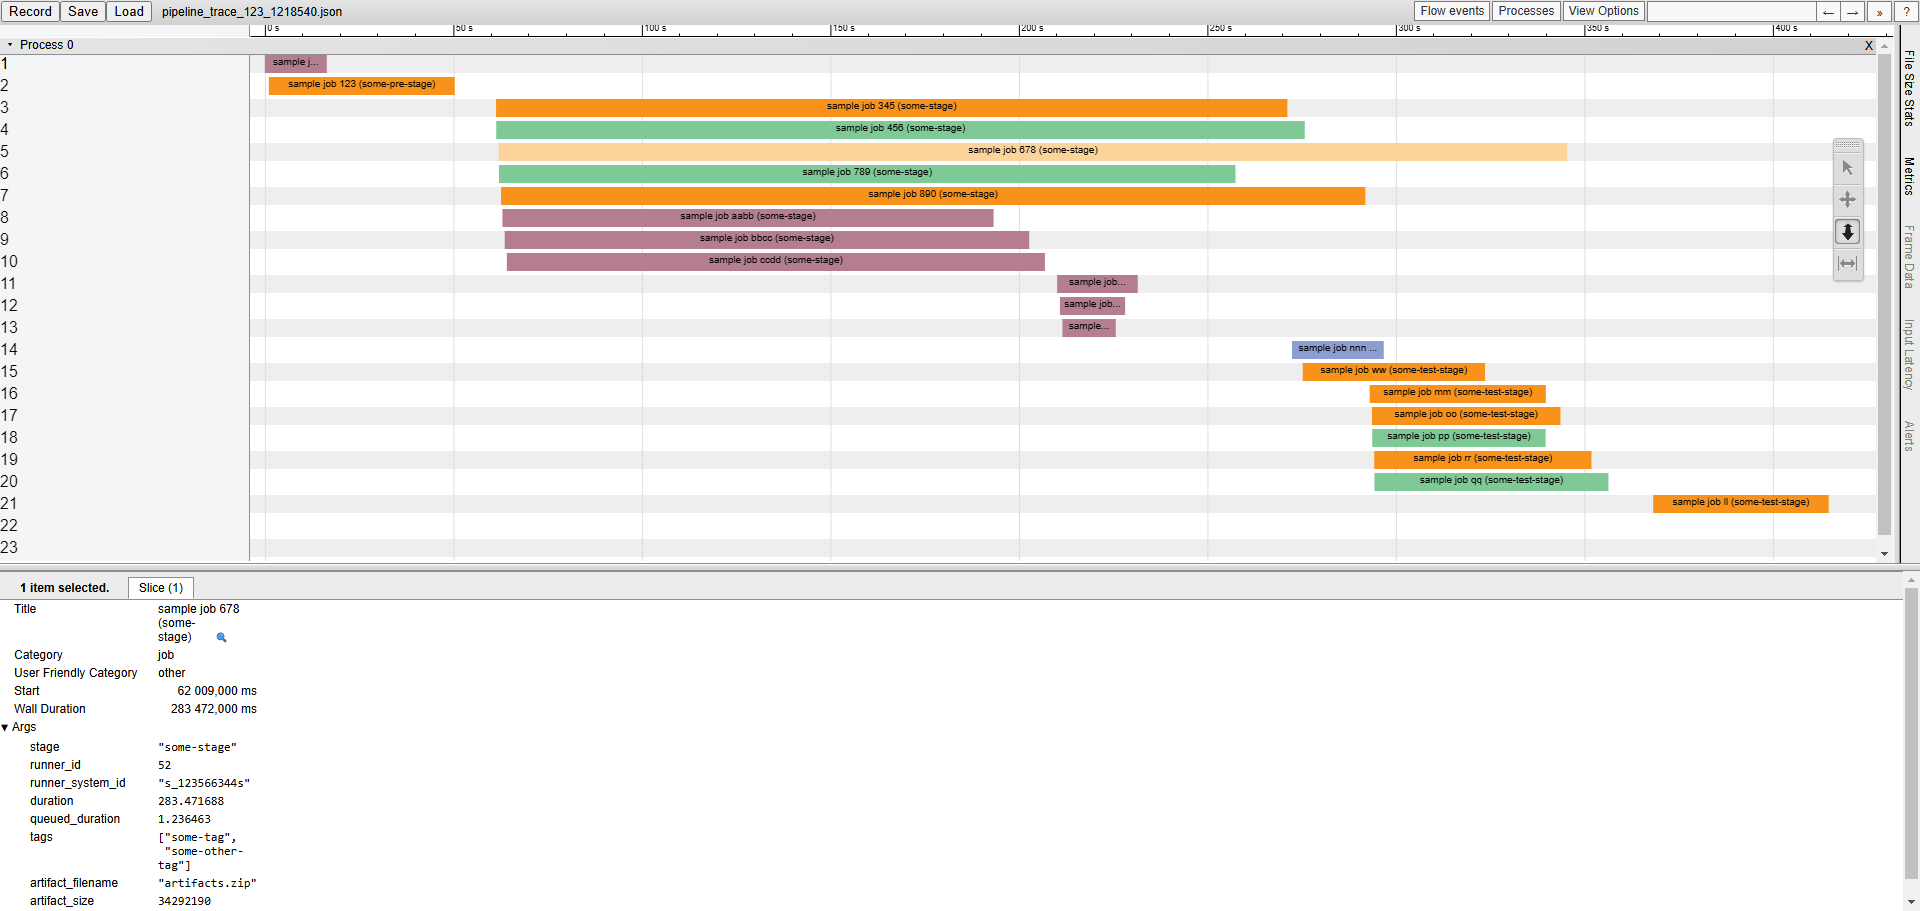 Record Save Load pipeline_trace_123_1218540.json Flow events Processes View Options ← → » ?
0 s 50 s 100 s 150 s 200 s 250 s 300 s 350 s 400 s
▾ Process 0 X
1 sample j...
2 sample job 123 (some-pre-stage)
3 sample job 345 (some-stage)
4 sample job 456 (some-stage)
5 sample job 678 (some-stage)
6 sample job 789 (some-stage)
7 sample job 890 (some-stage)
8 sample job aabb (some-stage)
9 sample job bbcc (some-stage)
10 sample job ccdd (some-stage)
11 sample job...
12 sample job...
13 sample...
14 sample job nnn ...
15 sample job ww (some-test-stage)
16 sample job mm (some-test-stage)
17 sample job oo (some-test-stage)
18 sample job pp (some-test-stage)
19 sample job rr (some-test-stage)
20 sample job qq (some-test-stage)
21 sample job ll (some-test-stage)
22
23
File Size Stats
Metrics
Frame Data
Input Latency
Alerts
1 item selected. Slice (1)
Title sample job 678
(some-
stage)
Category job
User Friendly Category other
Start 62 009,000 ms
Wall Duration 283 472,000 ms
▼ Args
stage "some-stage"
runner_id 52
runner_system_id "s_123566344s"
duration 283.471688
queued_duration 1.236463
tags ["some-tag",
"some-other-
tag"]
artifact_filename "artifacts.zip"
artifact_size 34292190